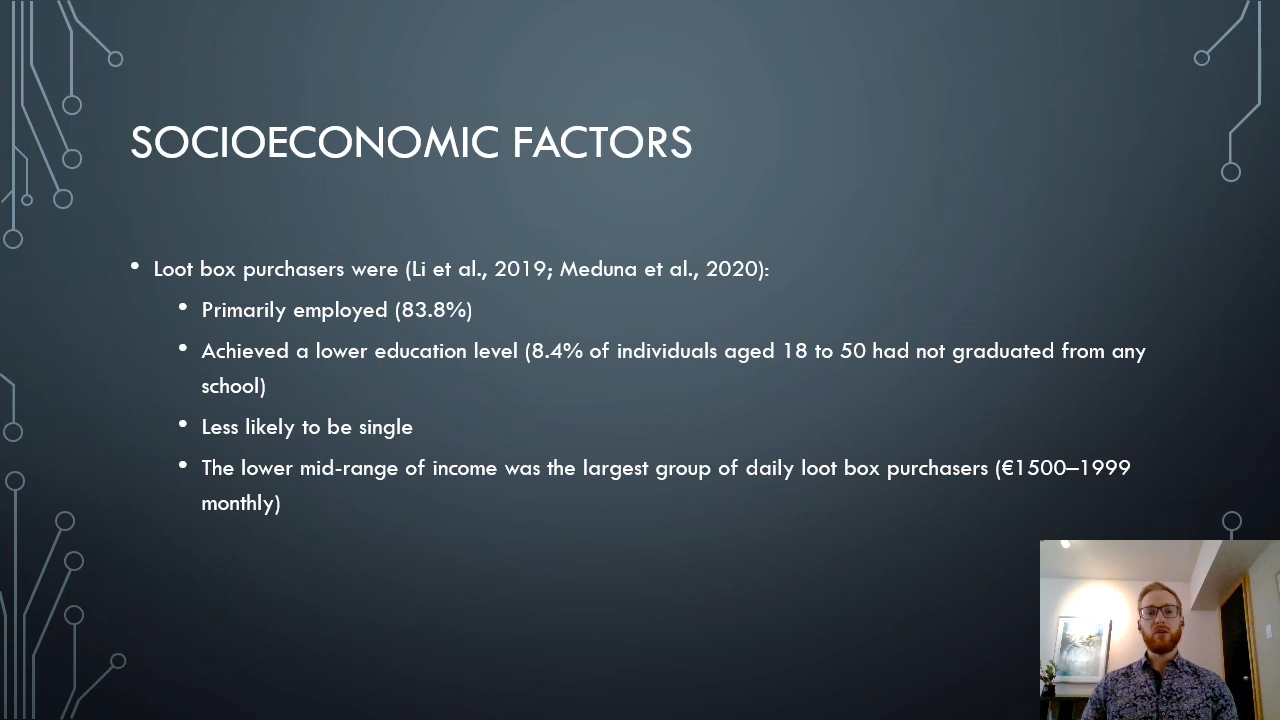 SOCIOECONOMIC FACTORS
• Loot box purchasers were (Li et al., 2019; Meduna et al., 2020):
• Primarily employed (83.8%)
• Achieved a lower education level (8.4% of individuals aged 18 to 50 had not graduated from any
school)
• Less likely to be single
• The lower mid-range of income was the largest group of daily loot box purchasers (€1500–1999
monthly)